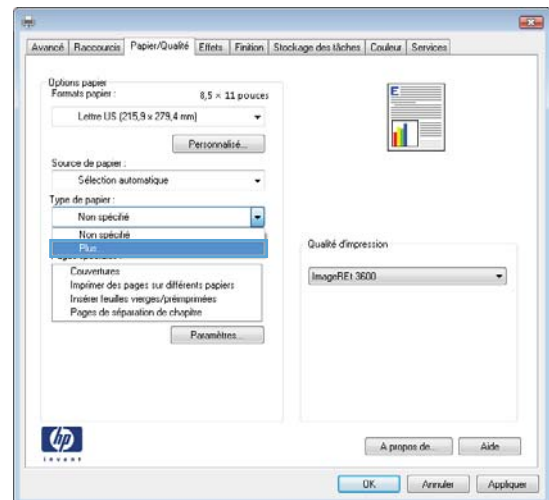 Avancé Raccourcis Papier/Qualité Effets Finition Stockage des tâches Couleur Services
Options papier
Formats papier : 8,5 × 11 pouces
Lettre US (215,9 x 279,4 mm)
Personnalisé...
Source de papier :
Sélection automatique
Type de papier :
Non spécifié
Non spécifié
Plus...
Couvertures
Imprimer des pages sur différents papiers
Insérer feuilles vierges/préimprimées
Pages de séparation de chapitre
Paramètres...
E
Qualité d'impression
ImageREt 3600
hp
invent
A propos de... Aide
OK Annuler Appliquer